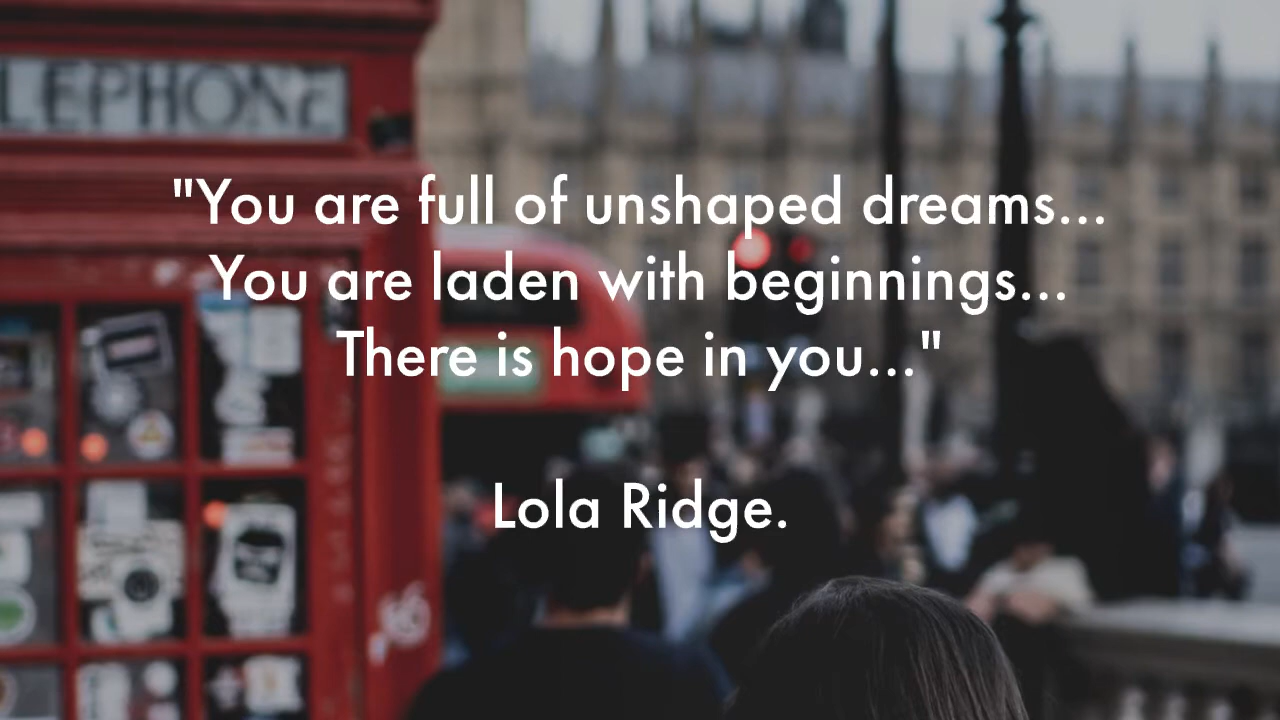 LEPHONE
"You are full of unshaped dreams...
You are laden with beginnings...
There is hope in you..."
Lola Ridge.